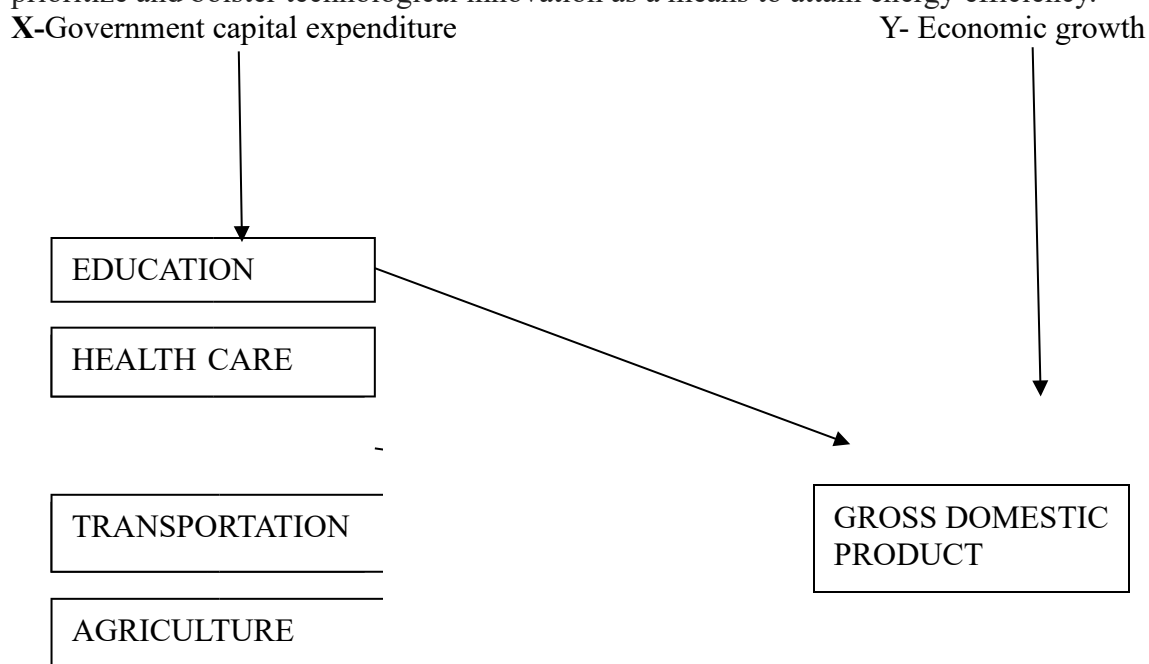 prioritize and bolster technological innovation as a means to attain energy efficiency.
X-Government capital expenditure Y- Economic growth
EDUCATION
HEALTH CARE
TRANSPORTATION
GROSS DOMESTIC
PRODUCT
AGRICULTURE